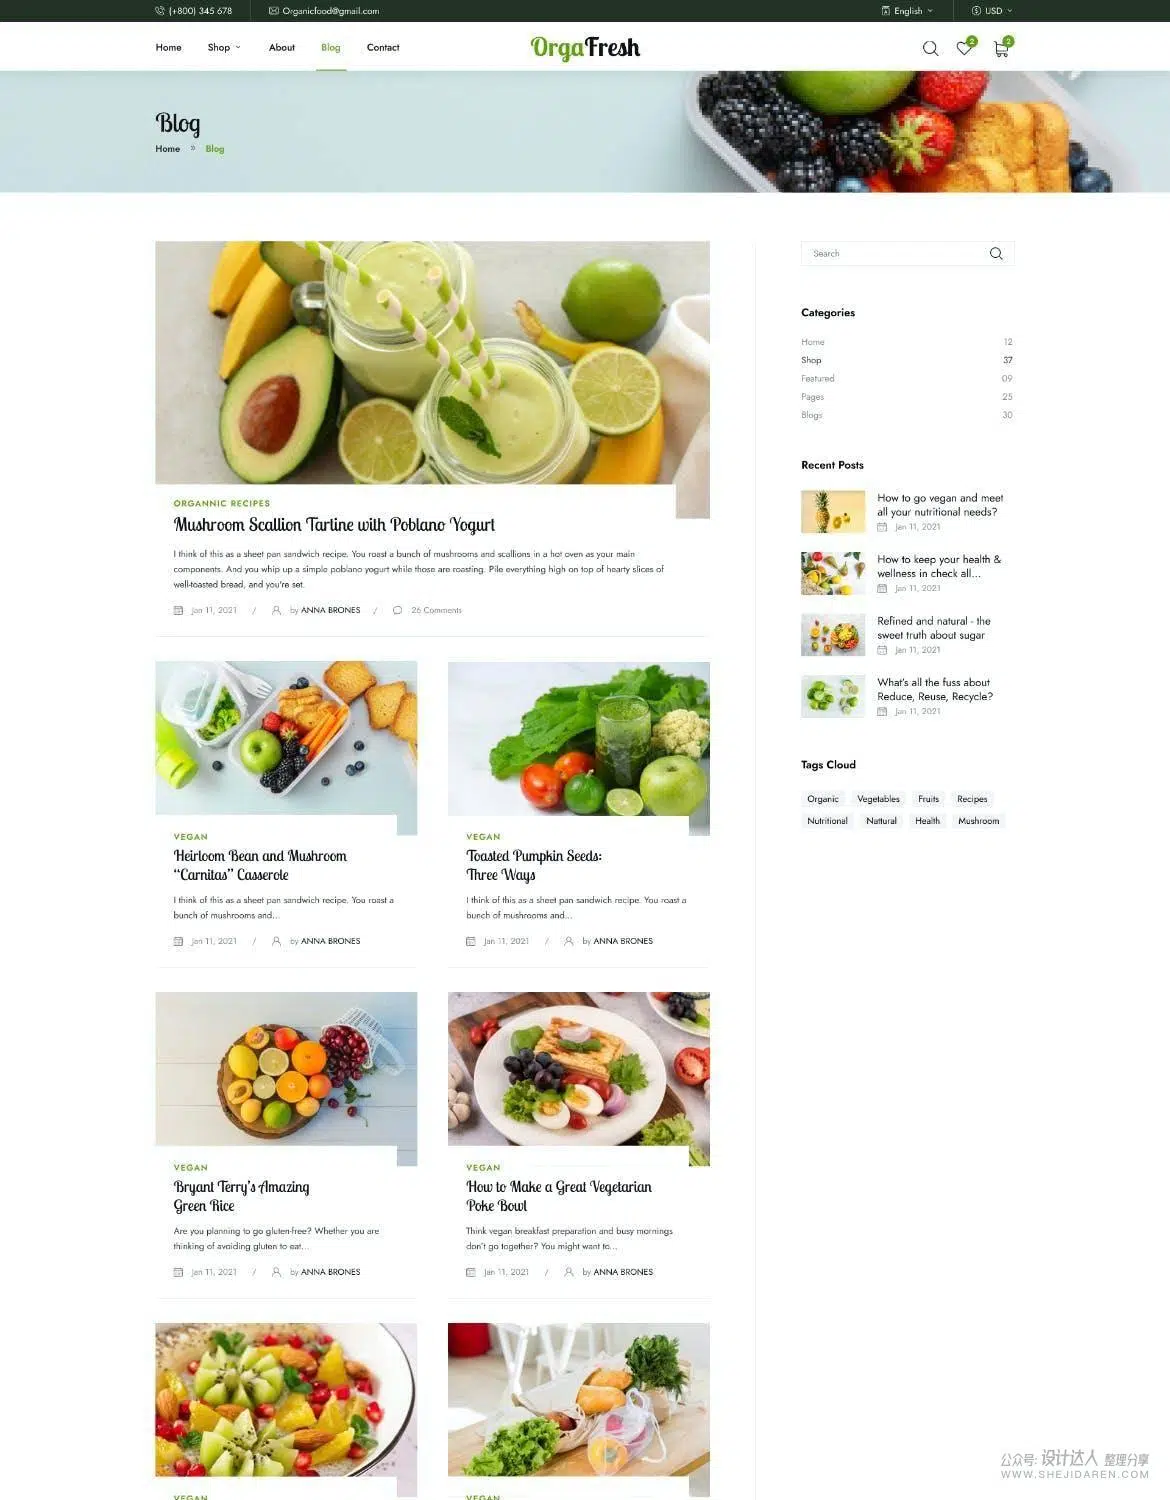 (+800) 345 678
Organicfood@gmail.com
English
USD
Home
Shop
About
Blog
Contact
OrgaFresh
2
2
Blog
Home » Blog
ORGANNIC RECIPES
Mushroom Scallion Tartine with Poblano Yogurt
I think of this as a sheet pan sandwich recipe. You roast a bunch of mushrooms and scallions in a hot oven as your main
components. And you whip up a simple poblano yogurt while those are roasting. Pile everything high on top of hearty slices of
well-toasted bread, and you're set.
Jan 11, 2021 / by ANNA BRONES / 26 Comments
VEGAN
Heirloom Bean and Mushroom
“Carnitas” Casserole
I think of this as a sheet pan sandwich recipe. You roast a
bunch of mushrooms and...
Jan 11, 2021 / by ANNA BRONES
VEGAN
Toasted Pumpkin Seeds:
Three Ways
I think of this as a sheet pan sandwich recipe. You roast a
bunch of mushrooms and...
Jan 11, 2021 / by ANNA BRONES
VEGAN
Bryant Terry's Amazing
Green Rice
Are you planning to go gluten-free? Whether you are
thinking of avoiding gluten to eat...
Jan 11, 2021 / by ANNA BRONES
VEGAN
How to Make a Great Vegetarian
Poke Bowl
Think vegan breakfast preparation and busy mornings
don't go together? You might want to...
Jan 11, 2021 / by ANNA BRONES
VEGAN
VEGAN
Search
Categories
Home 12
Shop 37
Featured 09
Pages 25
Blogs 30
Recent Posts
How to go vegan and meet
all your nutritional needs?
Jan 11, 2021
How to keep your health &
wellness in check all...
Jan 11, 2021
Refined and natural - the
sweet truth about sugar
Jan 11, 2021
What's all the fuss about
Reduce, Reuse, Recycle?
Jan 11, 2021
Tags Cloud
Organic Vegetables Fruits Recipes
Nutritional Nattural Health Mushroom
公众号: 设计达人 整理分享
WWW.SHEJIDAREN.COM